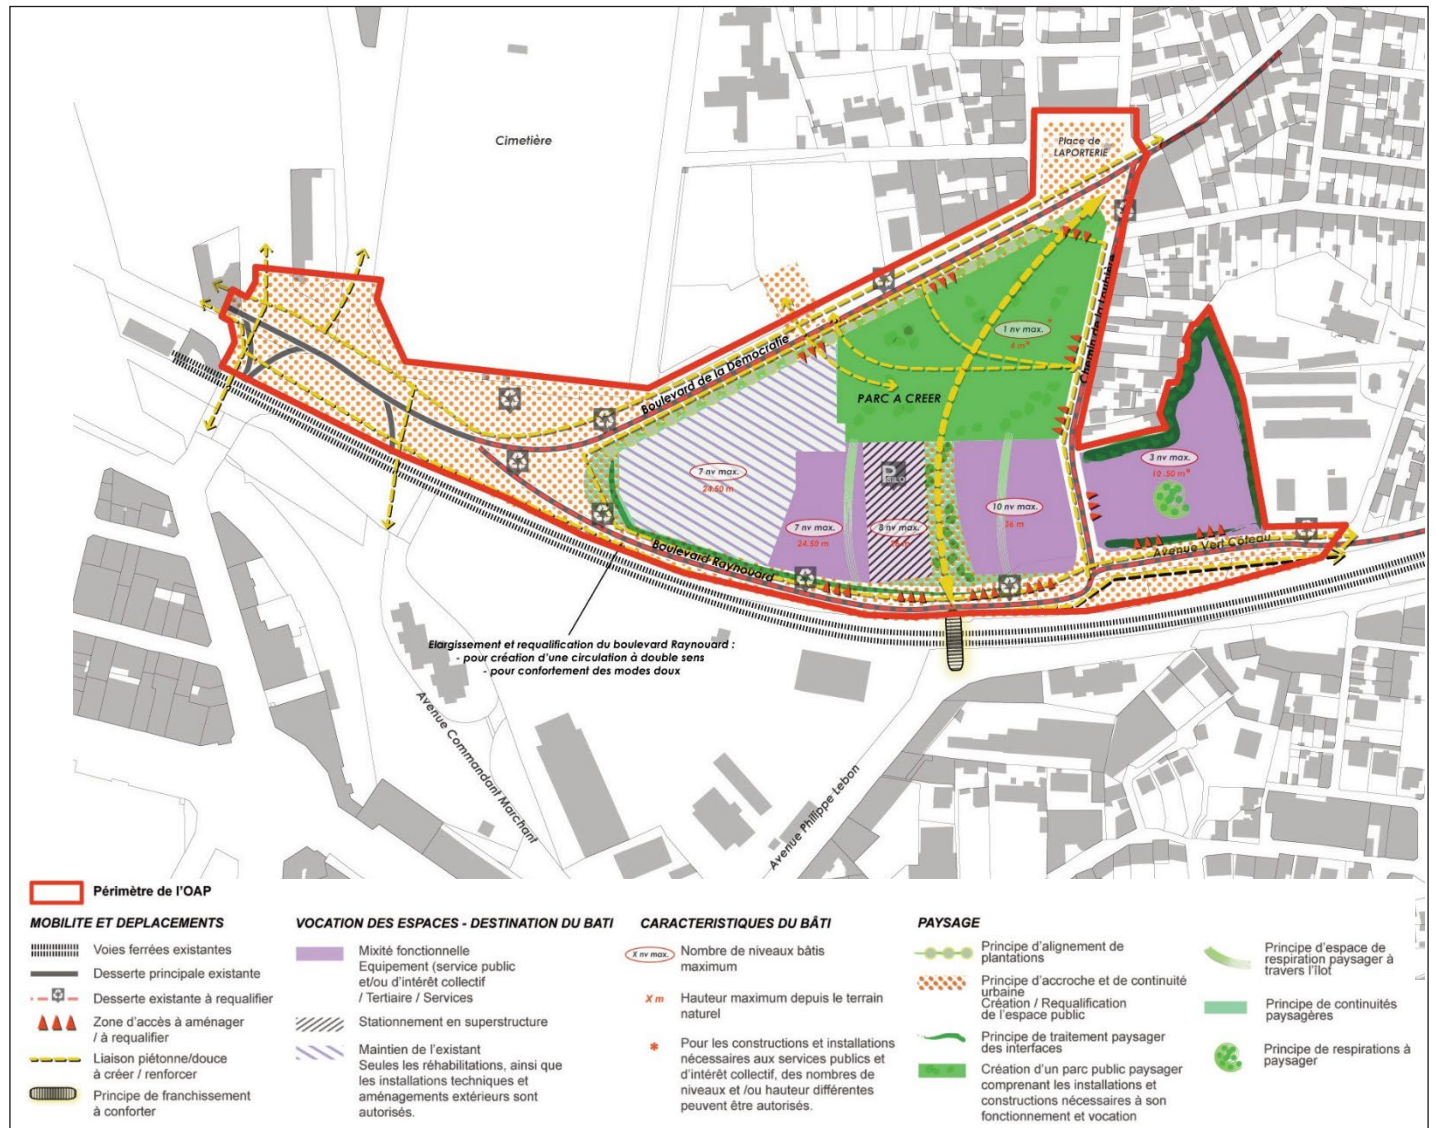 Cimetière
Place de
LAPORTERIE
Boulevard de la Démocratie
Chemin de la Loubière
1 nv max.*
4 m*
PARC A CREER
7 nv max.
24.50 m
7 nv max.
24.50 m
P
SILO
8 nv max.
10 nv max.
36 m
3 nv max.
10 .50 m*
Boulevard Raynouard
Avenue Vert Côteau
Elargissement et requalification du boulevard Raynouard :
- pour création d'une circulation à double sens
- pour confortement des modes doux
Avenue Commandant Marchant
Avenue Philippe Lebon
Périmètre de l'OAP
MOBILITE ET DEPLACEMENTS
Voies ferrées existantes
Desserte principale existante
Desserte existante à requalifier
Zone d'accès à aménager
/ à requalifier
Liaison piétonne/douce
à créer / renforcer
Principe de franchissement
à conforter
VOCATION DES ESPACES - DESTINATION DU BATI
Mixité fonctionnelle
Equipement (service public
et/ou d'intérêt collectif
/ Tertiaire / Services
Stationnement en superstructure
Maintien de l'existant
Seules les réhabilitations, ainsi que
les installations techniques et
aménagements extérieurs sont
autorisés.
CARACTERISTIQUES DU BÂTI
X nv max.
Nombre de niveaux bâtis
maximum
X m
Hauteur maximum depuis le terrain
naturel
*
Pour les constructions et installations
nécessaires aux services publics et
d'intérêt collectif, des nombres de
niveaux et /ou hauteur différentes
peuvent être autorisés.
PAYSAGE
Principe d'alignement de
plantations
Principe d'accroche et de continuité
urbaine
Création / Requalification
de l'espace public
Principe de traitement paysager
des interfaces
Création d'un parc public paysager
comprenant les installations et
constructions nécessaires à son
fonctionnement et vocation
Principe d'espace de
respiration paysager à
travers l'îlot
Principe de continuités
paysagères
Principe de respirations à
paysager